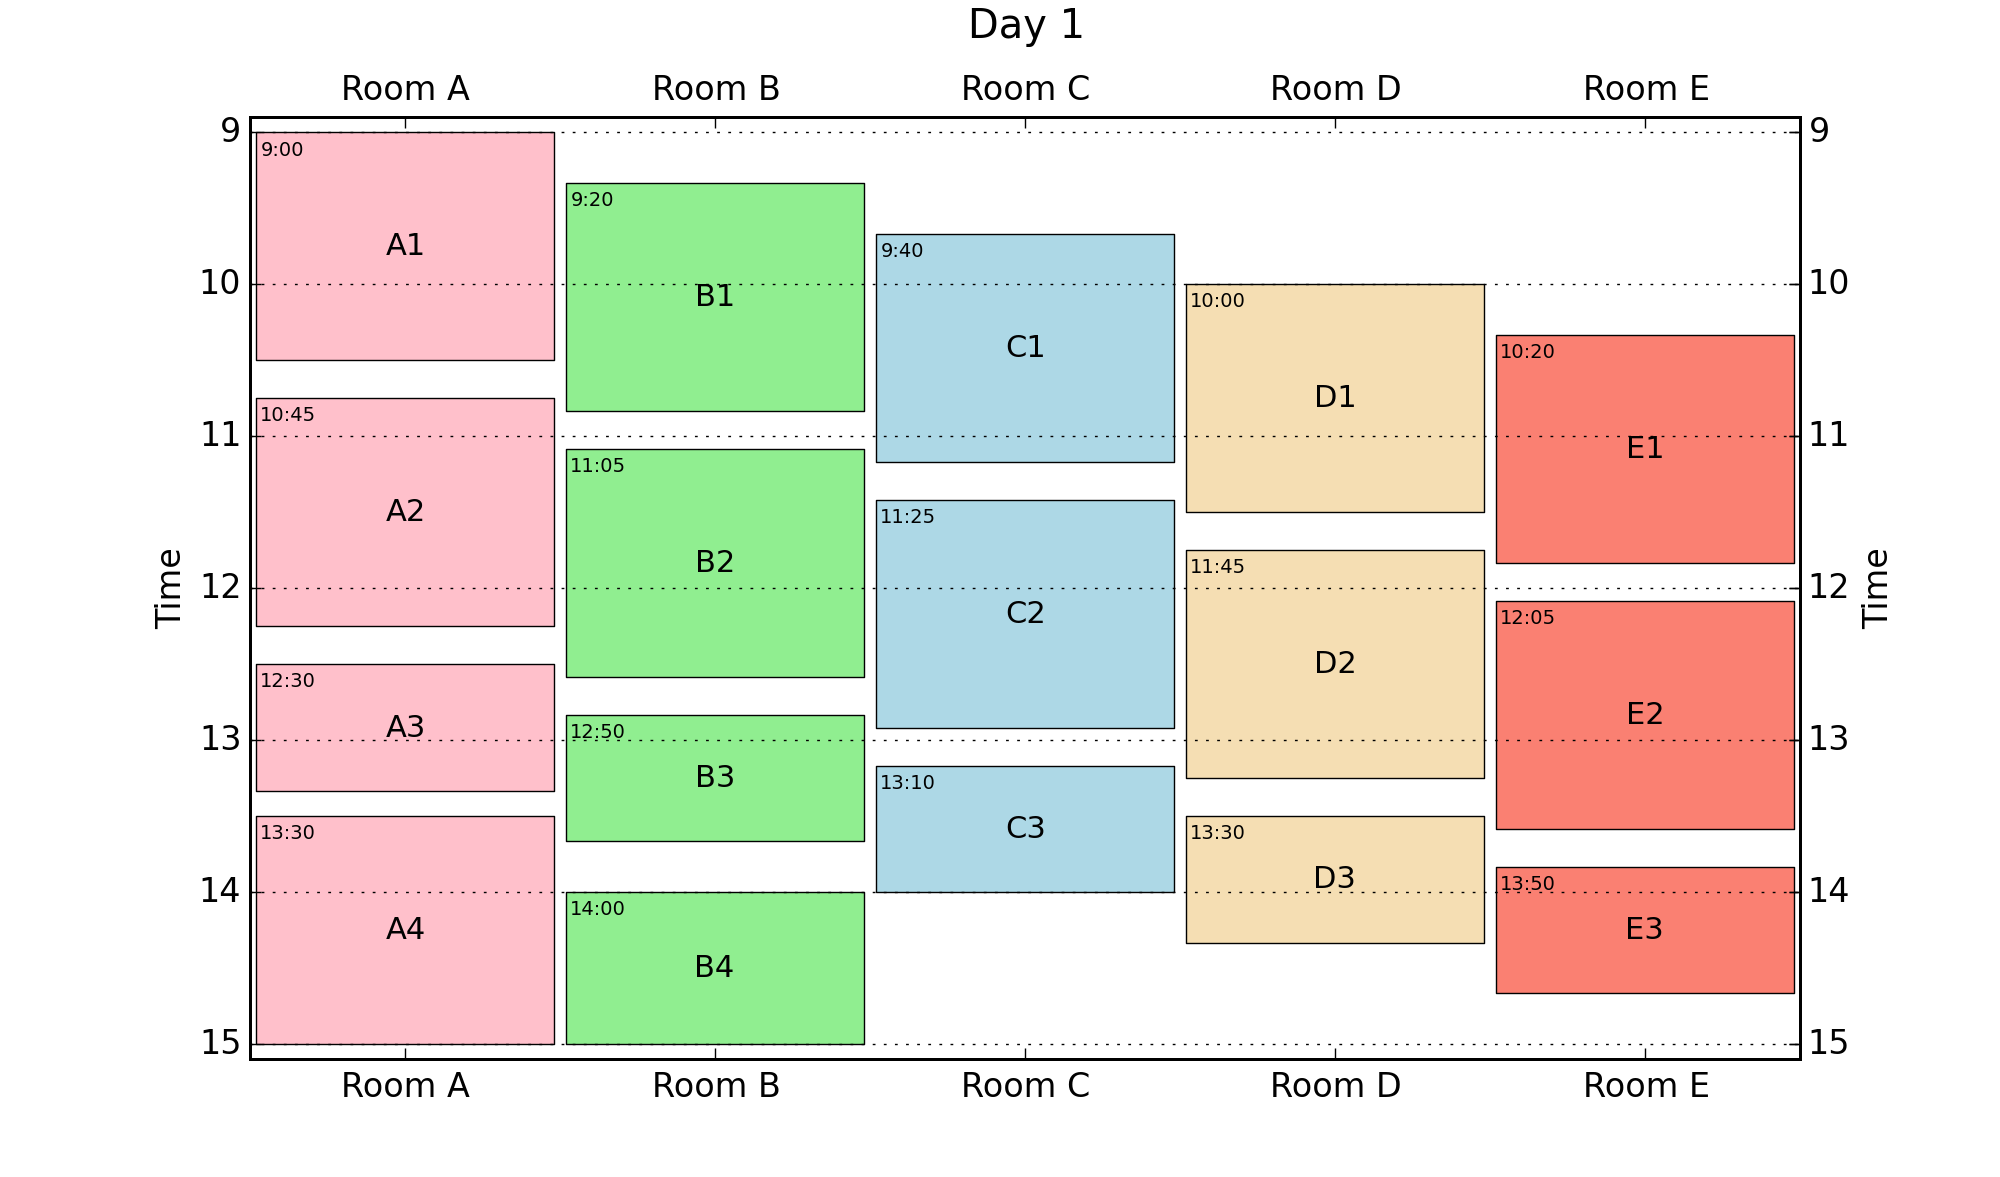 Day 1
Room A Room B Room C Room D Room E
9 9
9:00
9:20
A1
9:40
10 10
B1
10:00
C1
10:20
D1
10:45
11 11
E1
11:05
A2
11:25
B2
11:45
Time Time
12 12
C2
12:05
D2
12:30
E2
A3
12:50
13 13
B3
13:10
C3
13:30 13:30
D3
13:50
14 14
14:00
A4 E3
B4
15 15
Room A Room B Room C Room D Room E